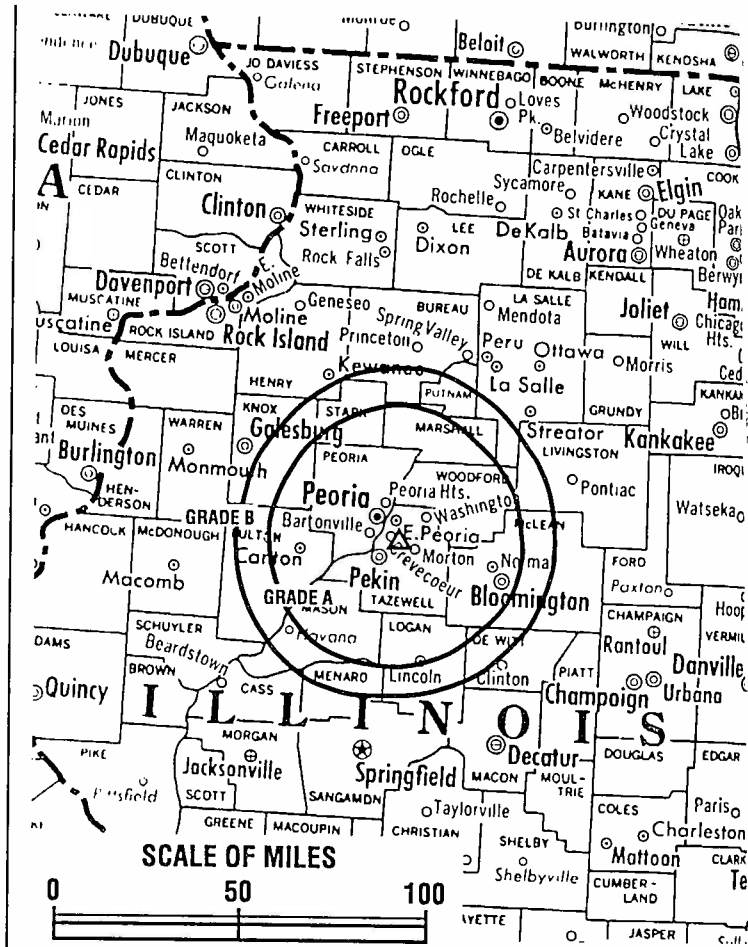 DUBUQUE
Dubuque
Beloit
Burlington
WALWORTH
KENOSHA
JO DAVIESS
Galena
STEPHENSON
WINNEBAGO
BOONE
McHENRY
LAKE
JONES
JACKSON
Freeport
Rockford
Loves
Pk.
Belvidere
Woodstock
Crystal
Lake
Marion
Cedar Rapids
Maquoketa
CARROLL
Savanna
OGLE
Carpentersville
COOK
A
CEDAR
CLINTON
Clinton
WHITESIDE
Sterling
Rock Falls
Rochelle
Sycamore
KANE
Elgin
LEE
Dixon
DeKalb
St Charles
Batavia
Geneva
DU PAGE
Wheaton
Aurora
SCOTT
Bettendorf
E.
Moline
Davenport
DE KALB
KENDALL
Berwyn
MUSCATINE
ROCK ISLAND
Rock Island
Moline
Geneseo
BUREAU
Princeton
Spring Valley
LA SALLE
Mendota
Joliet
Ham.
Chicago
Hts.
WILL
LOUISA
MERCER
HENRY
Kewanee
Peru
Ottawa
La Salle
Morris
PUTNAM
GRUNDY
DES
MOINES
WARREN
KNOX
Galesburg
STARK
MARSHALL
Streator
Kankakee
LIVINGSTON
Burlington
Monmouth
PEORIA
WOODFORD
Pontiac
HEN-
DERSON
Peoria
Peoria Hts.
Washington
Watseka
HANCOCK
McDONOUGH
GRADE B
Canton
Bartonville
E. Peoria
McLEAN
Macomb
Morton
Crevecoeur
Pekin
Bloomington
FORD
Paxton
GRADE A
MASON
TAZEWELL
CHAMPAIGN
Rantoul
SCHUYLER
Havana
LOGAN
DE WITT
Danville
Beardstown
BROWN
Quincy
CASS
Lincoln
Clinton
PIATT
Champaign
Urbana
ILLINOIS
MORGAN
Decatur
DOUGLAS
EDGAR
PIKE
Jacksonville
Springfield
MACON
MOUL-
TRIE
SCOTT
SANGAMON
COLES
Paris
GREENE
MACOUPIN
CHRISTIAN
Taylorville
Charleston
SHELBY
Shelbyville
Mattoon
CLARK
CUMBER-
LAND
JASPER
SCALE OF MILES
0 50 100